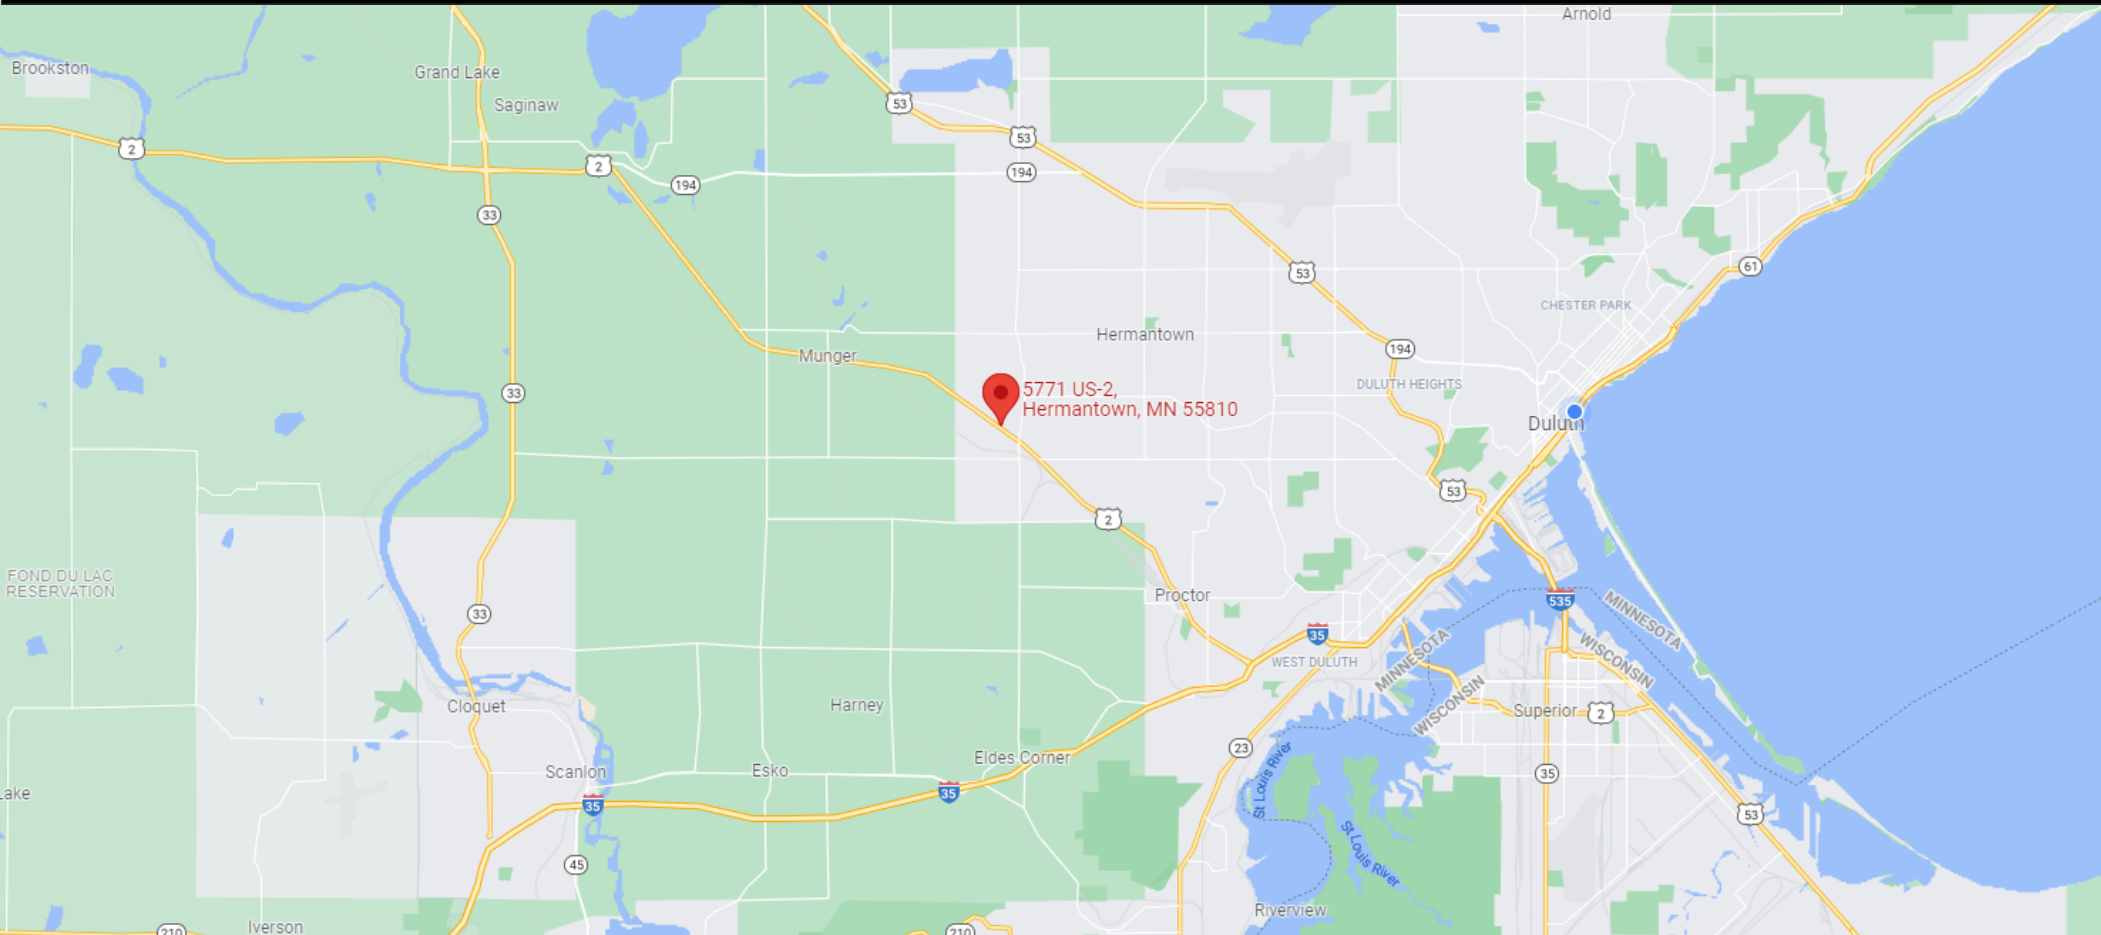 Arnold
Brookston
Grand Lake
Saginaw
53
53
2
2
194
194
33
53
61
CHESTER PARK
Hermantown
194
Munger
DULUTH HEIGHTS
33
5771 US-2,
Hermantown, MN 55810
Duluth
53
2
FOND DU LAC
RESERVATION
Proctor
535
MINNESOTA
WISCONSIN
33
35
WEST DULUTH
MINNESOTA
WISCONSIN
Cloquet
Harney
Superior
2
Eldes Corner
23
St Louis River
Scanlon
Esko
35
Lake
35
35
53
St Louis River
45
Riverview
Iverson
210
210